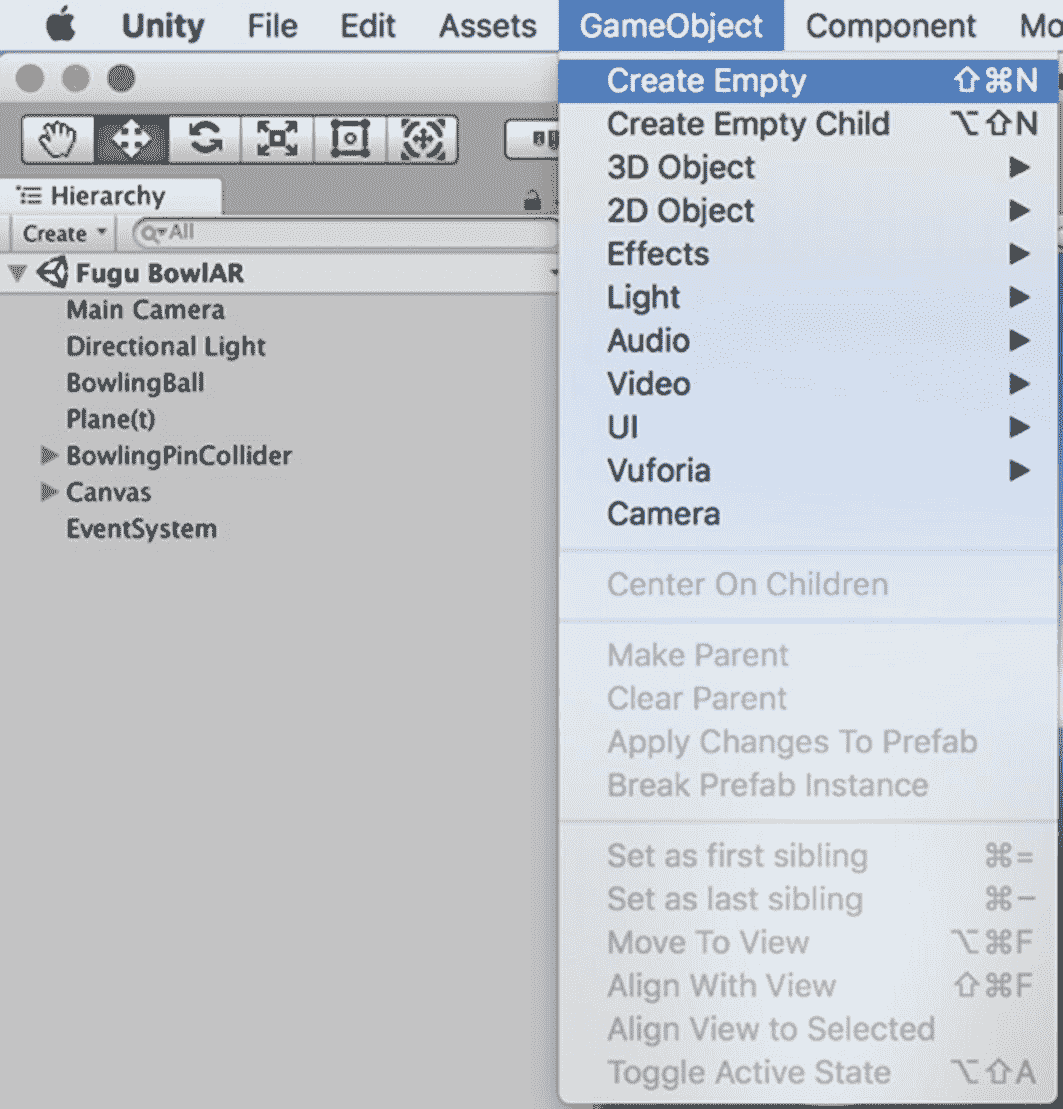 Unity File Edit Assets GameObject Component Mo
Hierarchy
Create All
Fugu BowlAR
Main Camera
Directional Light
BowlingBall
Plane(t)
BowlingPinCollider
Canvas
EventSystem
Create Empty ⇧⌘N
Create Empty Child ⌥⇧N
3D Object
2D Object
Effects
Light
Audio
Video
UI
Vuforia
Camera
Center On Children
Make Parent
Clear Parent
Apply Changes To Prefab
Break Prefab Instance
Set as first sibling ⌘=
Set as last sibling ⌘−
Move To View ⌥⌘F
Align With View ⇧⌘F
Align View to Selected
Toggle Active State ⌥⇧A